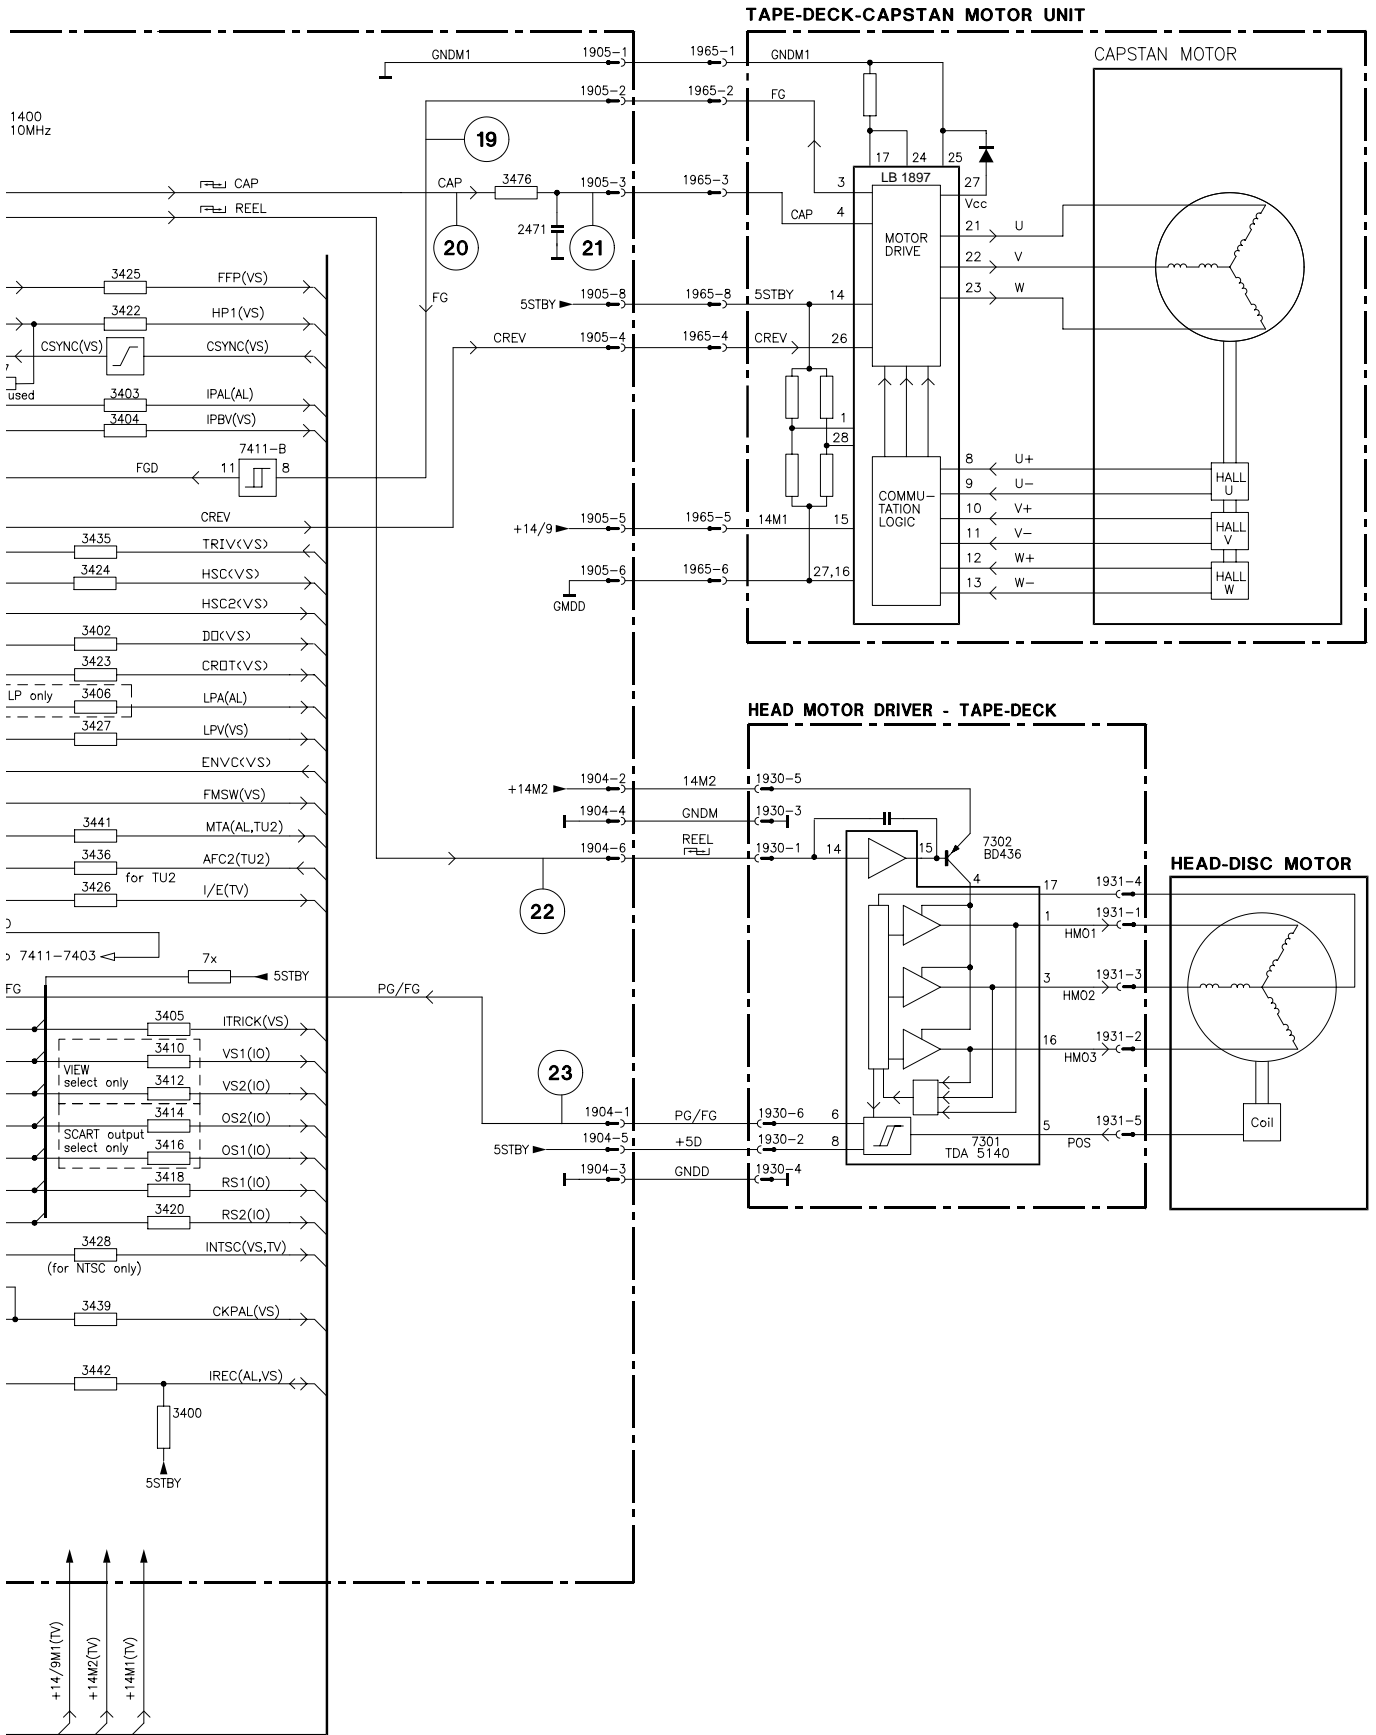 TAPE-DECK-CAPSTAN MOTOR UNIT
CAPSTAN MOTOR
GNDM1 1905-1 1965-1 GNDM1
1905-2 1965-2 FG
1400
10MHz
19
17 24 25
LB 1897
CAP CAP 3476 1905-3 1965-3 3 27
Vcc
REEL CAP 4
2471
20 21
MOTOR
DRIVE
21 U
22 V
23 W
3425 FFP(VS)
FG
5STBY 1905-8 1965-8 5STBY 14
3422 HP1(VS)
CREV 1905-4 1965-4 CREV 26
CSYNC(VS) CSYNC(VS)
7
used
3403 IPAL(AL)
3404 IPBV(VS)
1
28
7411-B
FGD 11 8
8 U+
9 U-
HALL
U
10 V+
11 V-
HALL
V
12 W+
13 W-
HALL
W
COMMU-
TATION
LOGIC
CREV
+14/9 1905-5 1965-5 14M1 15
3435 TRIV(VS)
3424 HSC(VS)
1905-6 1965-6 27,16
GMDD
HSC2(VS)
3402 DO(VS)
3423 CROT(VS)
LP only 3406 LPA(AL)
3427 LPV(VS)
ENVC(VS)
FMSW(VS)
3441 MTA(AL,TU2)
3436 AFC2(TU2)
for TU2
3426 I/E(TV)
HEAD MOTOR DRIVER - TAPE-DECK
+14M2 1904-2 14M2 1930-5
1904-4 GNDM 1930-3
REEL
1904-6 1930-1 14 15
7302
BD436
22
4
HEAD-DISC MOTOR
17 1931-4
1 HMO1 1931-1
3 HMO2 1931-3
16 HMO3 1931-2
7411-7403
7x 5STBY
FG PG/FG
3405 ITRICK(VS)
3410 VS1(IO)
VIEW
select only
3412 VS2(IO)
3414 OS2(IO)
SCART output
select only
3416 OS1(IO)
3418 RS1(IO)
3420 RS2(IO)
23
1904-1 PG/FG 1930-6 6
5STBY 1904-5 +5D 1930-2 8
1904-3 GNDD 1930-4
7301
TDA 5140
5 POS 1931-5
Coil
3428 INTSC(VS,TV)
(for NTSC only)
3439 CKPAL(VS)
3442 IREC(AL,VS)
3400
5STBY
+14/9M1(TV)
+14M2(TV)
+14M1(TV)